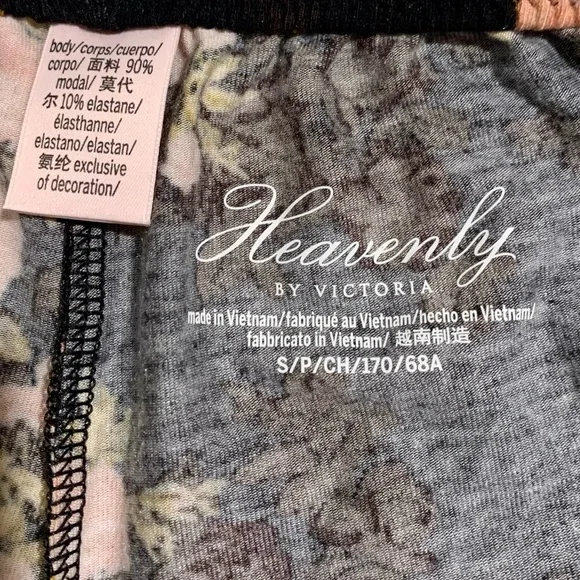 body/corps/cuerpo/
corpo/ 面料 90%
modal/ 莫代
尔 10% elastane/
élasthanne/
elastano/elastan/
氨纶 exclusive
of decoration/
Heavenly
BY VICTORIA
made in Vietnam/fabriqué au Vietnam/hecho en Vietnam/
fabbricato in Vietnam/ 越南制造
S/P/CH/170/68A